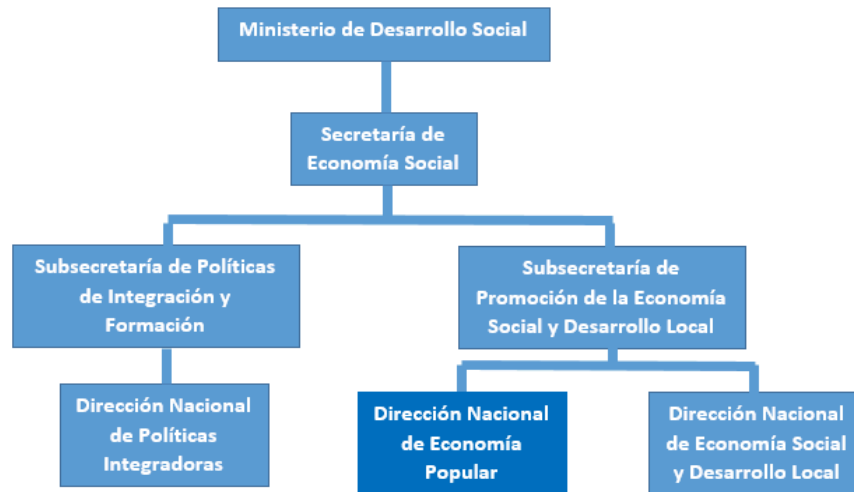 Ministerio de Desarrollo Social
Secretaría de
Economía Social
Subsecretaría de Políticas
de Integración y
Formación
Subsecretaría de
Promoción de la Economía
Social y Desarrollo Local
Dirección Nacional
de Políticas
Integradoras
Dirección Nacional
de Economía
Popular
Dirección Nacional
de Economía Social
y Desarrollo Local